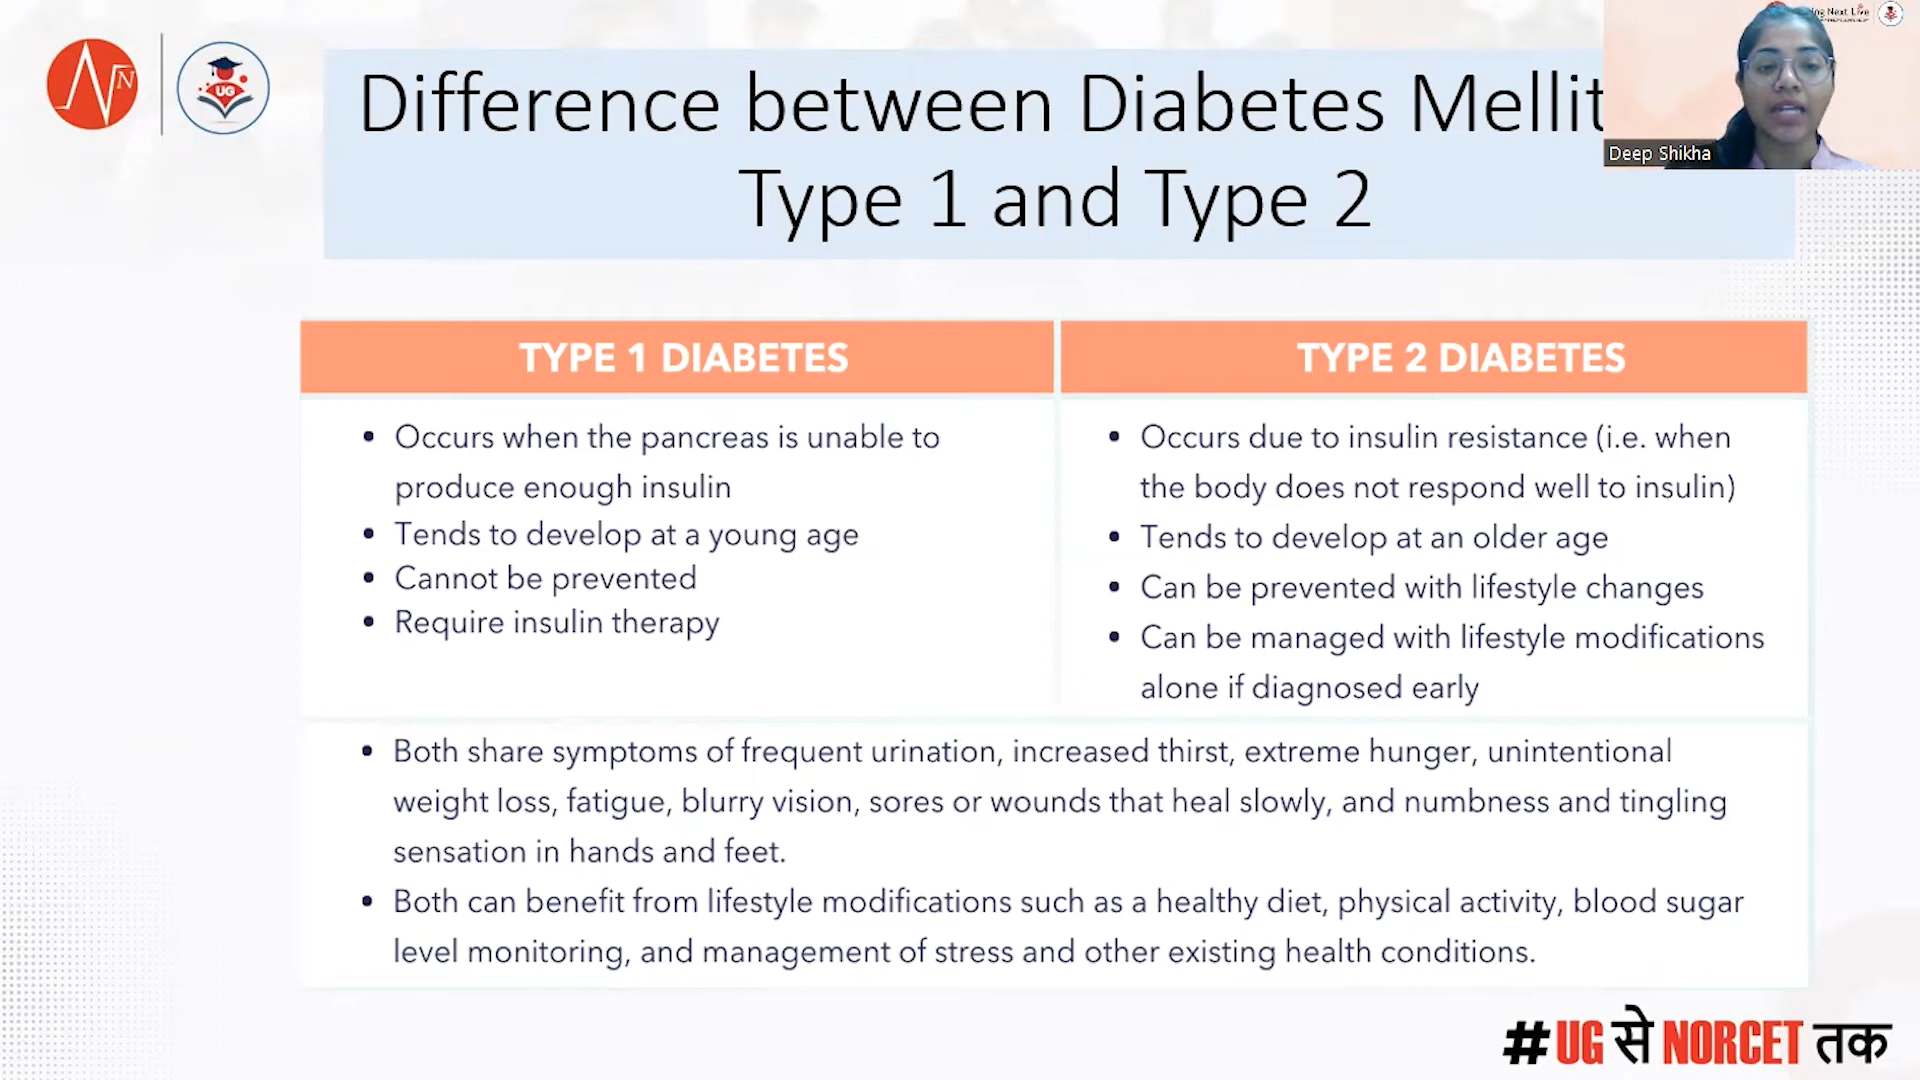 N
UG
Difference between Diabetes Mellit
Type 1 and Type 2
ing Next Live
Deep Shikha
TYPE 1 DIABETES
TYPE 2 DIABETES
• Occurs when the pancreas is unable to
produce enough insulin
• Tends to develop at a young age
• Cannot be prevented
• Require insulin therapy
• Occurs due to insulin resistance (i.e. when
the body does not respond well to insulin)
• Tends to develop at an older age
• Can be prevented with lifestyle changes
• Can be managed with lifestyle modifications
alone if diagnosed early
• Both share symptoms of frequent urination, increased thirst, extreme hunger, unintentional
weight loss, fatigue, blurry vision, sores or wounds that heal slowly, and numbness and tingling
sensation in hands and feet.
• Both can benefit from lifestyle modifications such as a healthy diet, physical activity, blood sugar
level monitoring, and management of stress and other existing health conditions.
#UG से NORCET तक